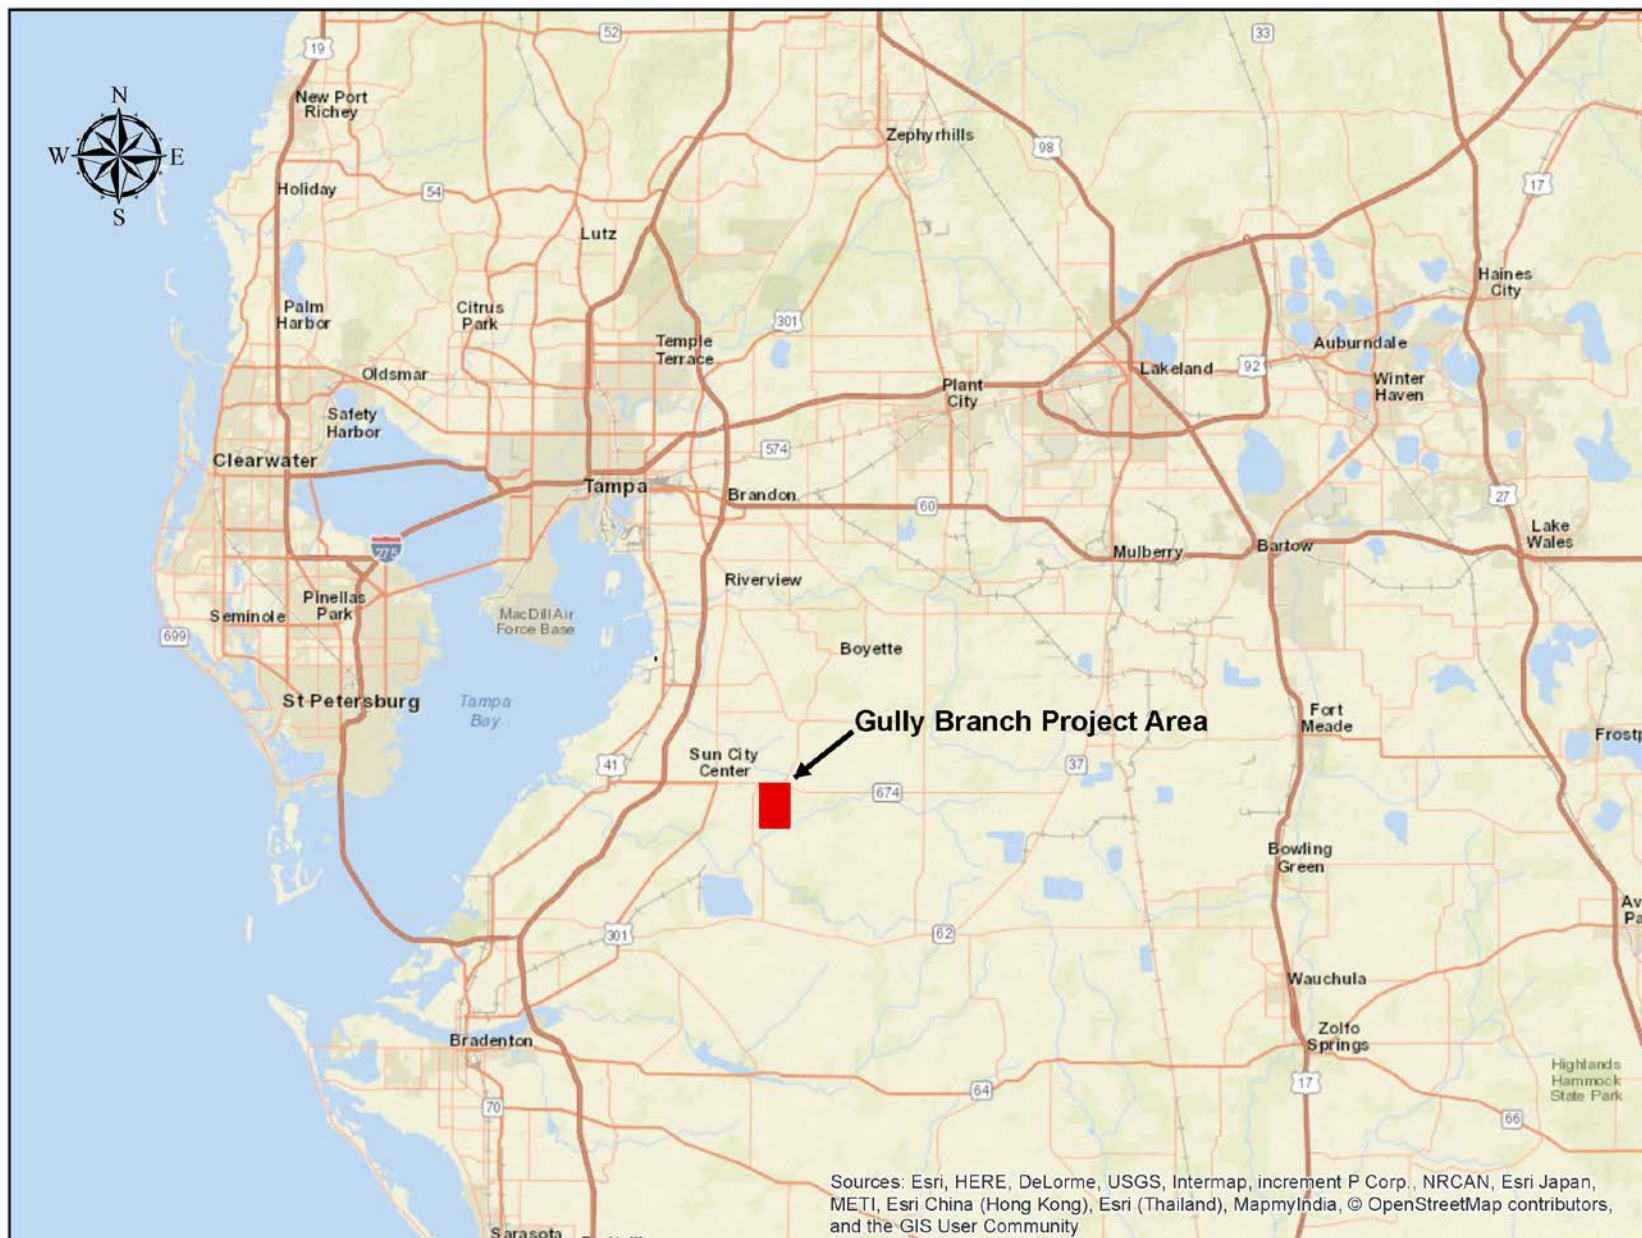 52
33
19
N
New Port
Richey
Zephyrhills
98
W
E
17
Holiday
54
S
Lutz
Haines
City
Palm
Harbor
Citrus
Park
301
Temple
Terrace
Auburndale
Oldsmar
Lakeland
92
Plant
City
Winter
Haven
Safety
Harbor
574
Clearwater
Tampa
Brandon
27
60
Lake
Wales
275
Mulberry
Bartow
Riverview
Pinellas
Park
Seminole
MacDill Air
Force Base
699
Boyette
St Petersburg
Tampa
Bay
Fort
Meade
Gully Branch Project Area
Frostp
Sun City
Center
41
37
674
Bowling
Green
Av
Pa
301
62
Wauchula
Bradenton
Zolfo
Springs
Highlands
Hammock
State Park
64
17
70
66
Sources: Esri, HERE, DeLorme, USGS, Intermap, increment P Corp., NRCAN, Esri Japan,
METI, Esri China (Hong Kong), Esri (Thailand), MapmyIndia, © OpenStreetMap contributors,
and the GIS User Community
Sarasota